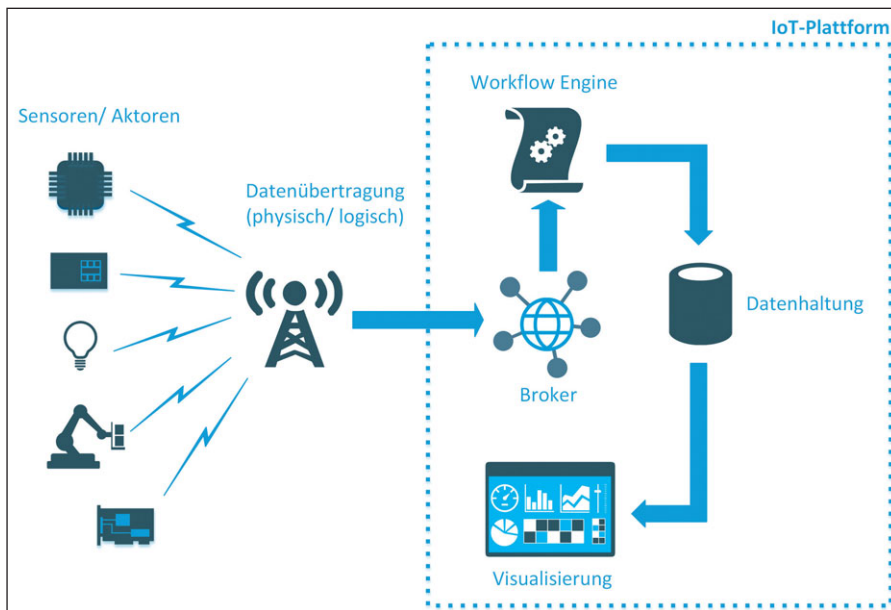 IoT-Plattform
Workflow Engine
Sensoren/ Aktoren
Datenübertragung
(physisch/ logisch)
Datenhaltung
Broker
Visualisierung